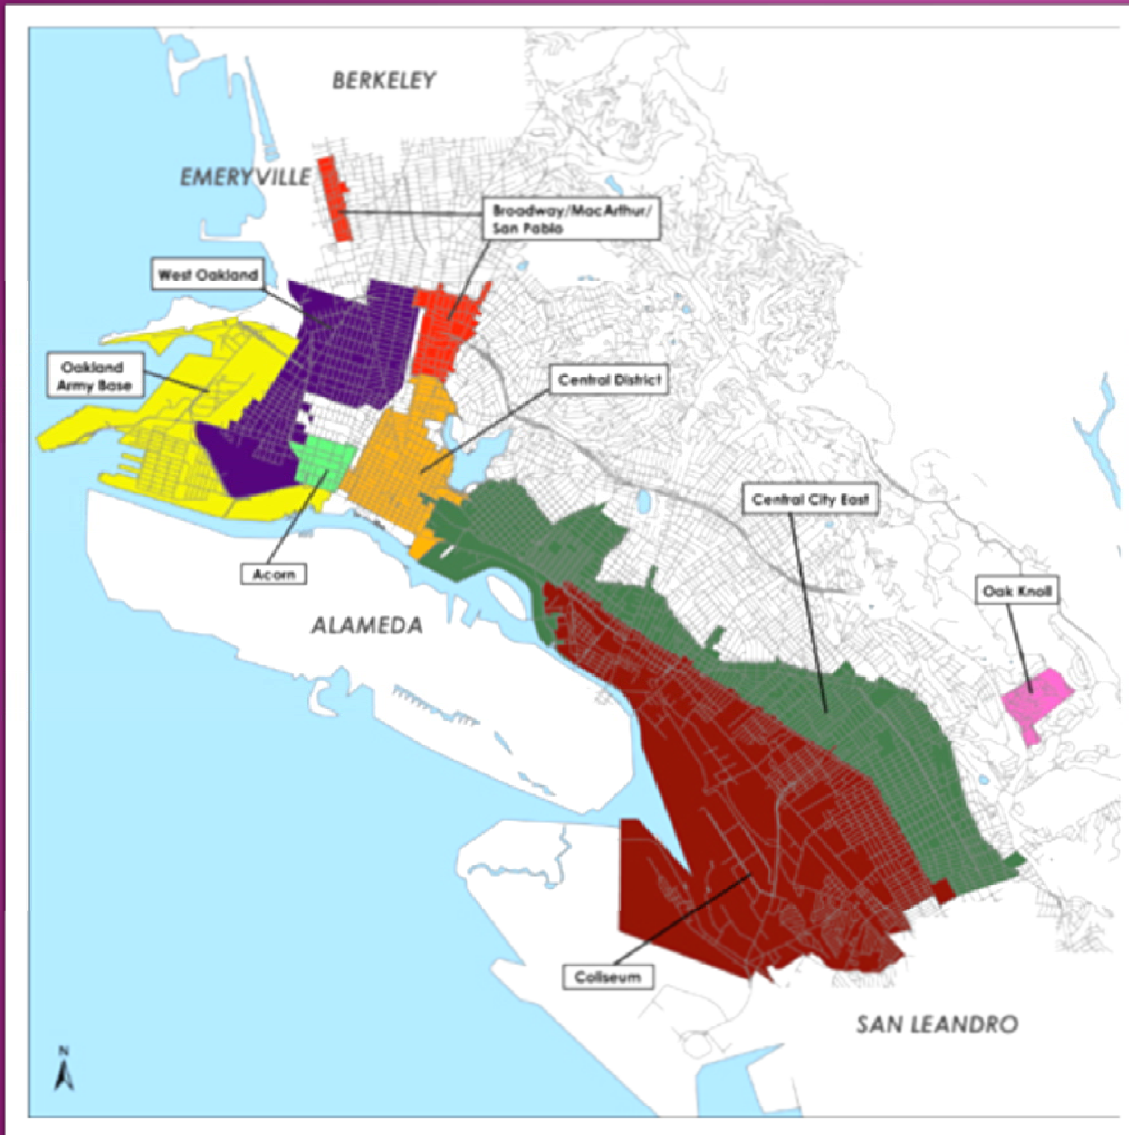 BERKELEY
EMERYVILLE
Broadway/MacArthur/
San Pablo
West Oakland
Oakland
Army Base
Central District
Central City East
Acorn
Oak Knoll
ALAMEDA
Coliseum
SAN LEANDRO
N